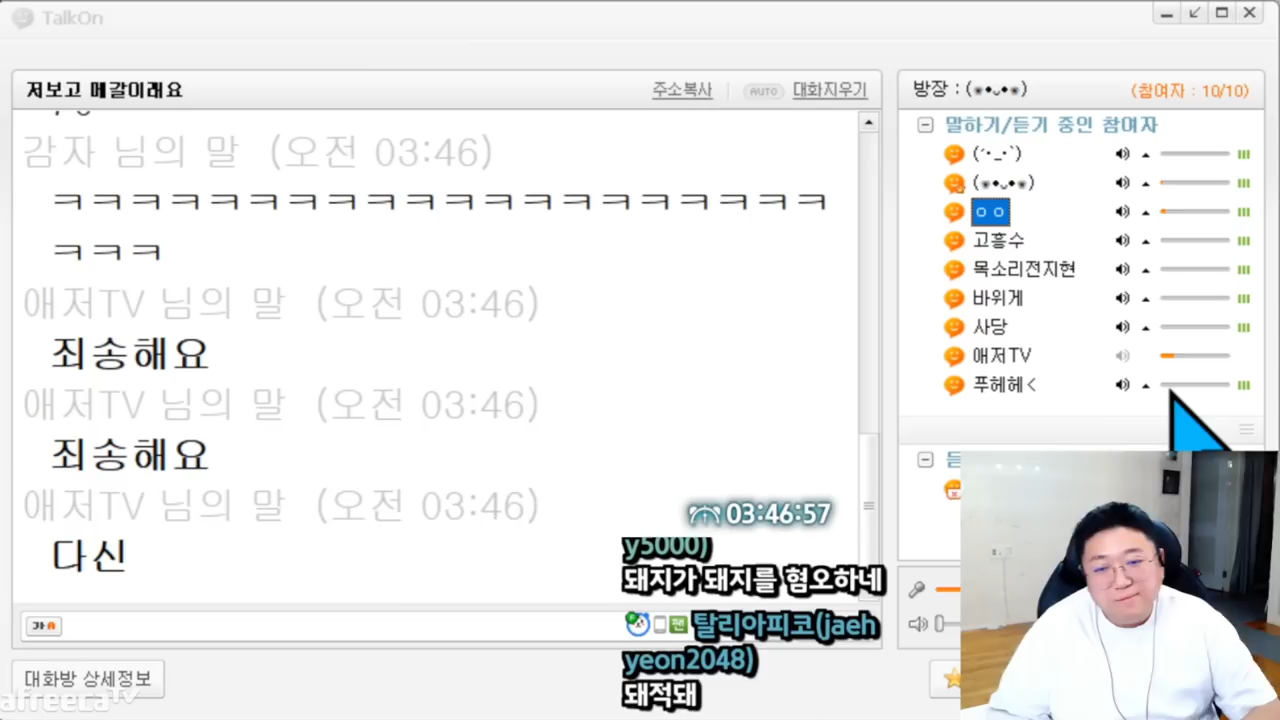 TalkOn
저보고 메갈이래요
주소복사
AUTO
대화지우기
감자 님의 말 (오전 03:46)
ㅋㅋㅋㅋㅋㅋㅋㅋㅋㅋㅋㅋㅋㅋㅋㅋㅋㅋㅋㅋ
ㅋㅋㅋ
애저TV 님의 말 (오전 03:46)
죄송해요
애저TV 님의 말 (오전 03:46)
죄송해요
애저TV 님의 말 (오전 03:46)
다신
가
대화방 상세정보
afreecaTV
방장 : (◉•ᴗ•◉)
(참여자 : 10/10)
말하기/듣기 중인 참여자
(´•_•`)
(◉•ᴗ•◉)
ㅇㅇ
고흥수
목소리전지현
바위게
사당
애저TV
푸헤헤<
03:46:57
y5000)
돼지가 돼지를 혐오하네
팬 탈리아피코(jaeh
yeon2048)
돼적돼